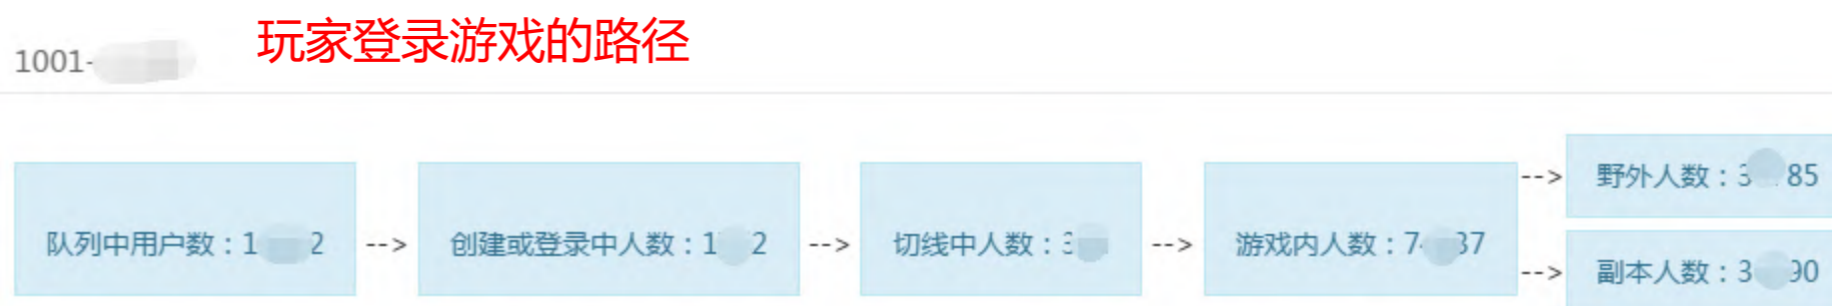 玩家登录游戏的路径
1001-
队列中用户数：1 2 --> 创建或登录中人数：1 2 --> 切线中人数：3 --> 游戏内人数：7 37
--> 野外人数：3 85
--> 副本人数：3 90